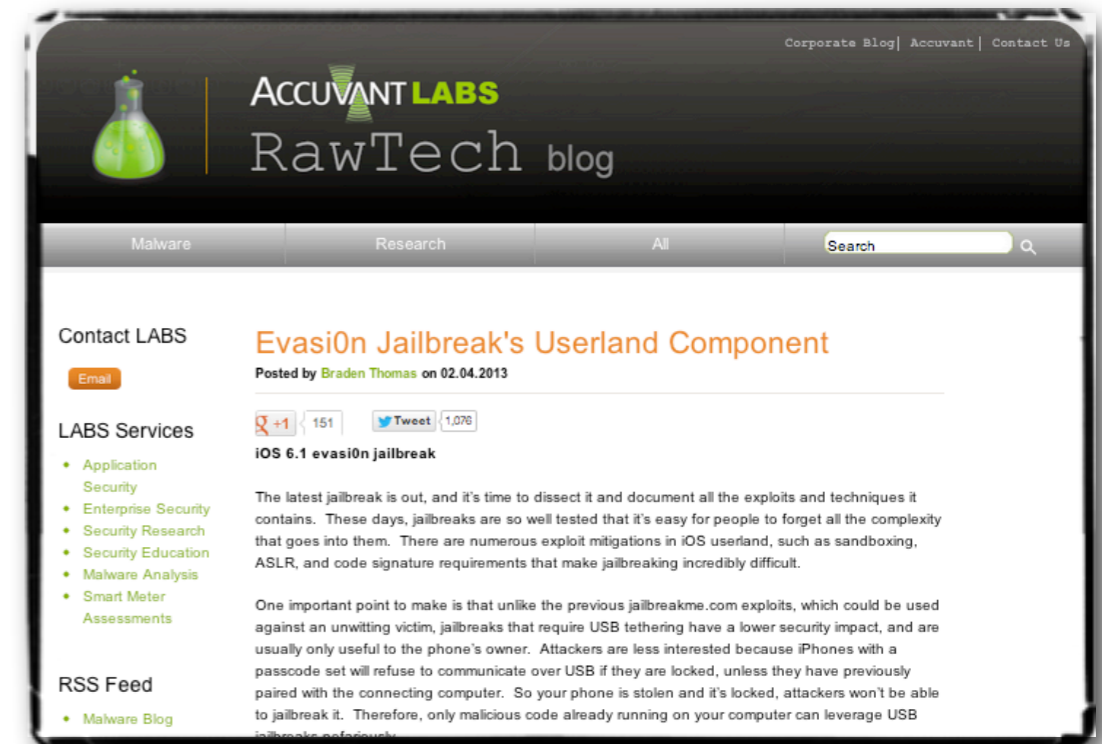 Corporate Blog| Accuvant | Contact Us
ACCUVANT LABS
RawTech blog
Malware Research All Search
Contact LABS
Email
LABS Services
Application
Security
Enterprise Security
Security Research
Security Education
Malware Analysis
Smart Meter
Assessments
RSS Feed
Malware Blog
Evasi0n Jailbreak's Userland Component
Posted by Braden Thomas on 02.04.2013
g +1 151 Tweet 1,076
iOS 6.1 evasi0n jailbreak
The latest jailbreak is out, and it's time to dissect it and document all the exploits and techniques it
contains. These days, jailbreaks are so well tested that it's easy for people to forget all the complexity
that goes into them. There are numerous exploit mitigations in iOS userland, such as sandboxing,
ASLR, and code signature requirements that make jailbreaking incredibly difficult.
One important point to make is that unlike the previous jailbreakme.com exploits, which could be used
against an unwitting victim, jailbreaks that require USB tethering have a lower security impact, and are
usually only useful to the phone's owner. Attackers are less interested because iPhones with a
passcode set will refuse to communicate over USB if they are locked, unless they have previously
paired with the connecting computer. So your phone is stolen and it's locked, attackers won't be able
to jailbreak it. Therefore, only malicious code already running on your computer can leverage USB
jailbreaks nefariously.